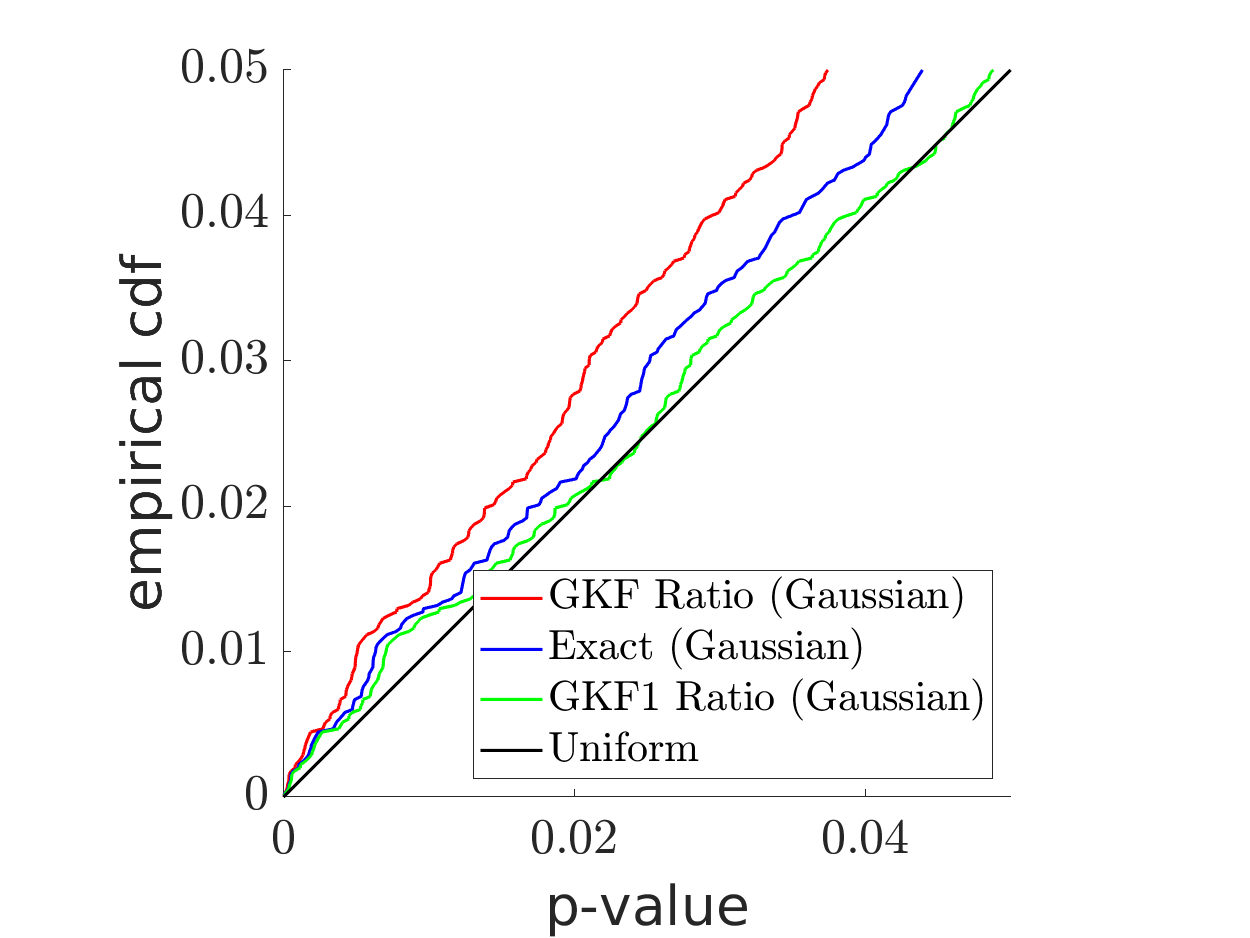 0.05
0.04
0.03
0.02
0.01
0
empirical cdf
GKF Ratio (Gaussian)
Exact (Gaussian)
GKF1 Ratio (Gaussian)
Uniform
0 0.02 0.04
p-value